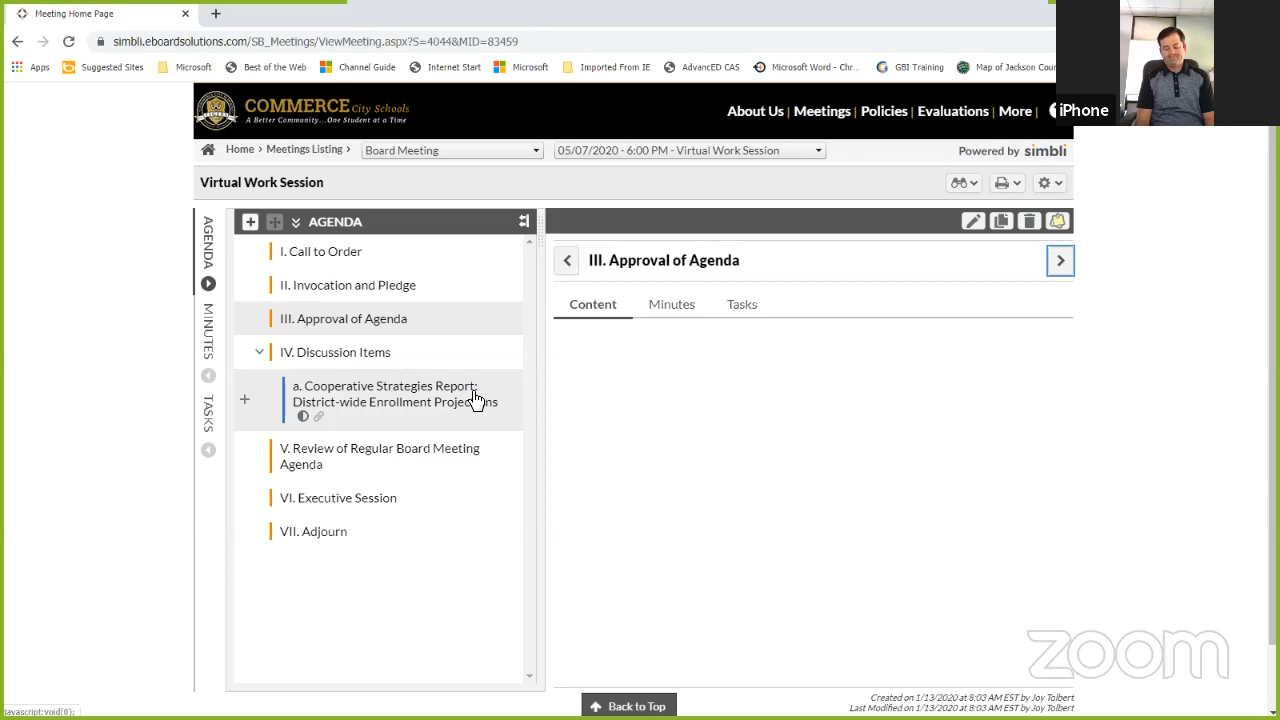 Meeting Home Page
simbli.eboardsolutions.com/SB_Meetings/ViewMeeting.aspx?S=4044&MID=83459
Apps
Suggested Sites
Microsoft
Best of the Web
Channel Guide
Internet Start
Microsoft
Imported From IE
AdvancED CAS
Microsoft Word - Chr...
GBI Training
Map of Jackson Coun
iPhone
COMMERCE City Schools
A Better Community...One Student at a Time
About Us | Meetings | Policies | Evaluations | More |
Home > Meetings Listing >
Board Meeting
05/07/2020 - 6:00 PM - Virtual Work Session
Powered by simbli
Virtual Work Session
AGENDA
MINUTES
TASKS
AGENDA
I. Call to Order
II. Invocation and Pledge
III. Approval of Agenda
IV. Discussion Items
a. Cooperative Strategies Report:
District-wide Enrollment Projections
V. Review of Regular Board Meeting
Agenda
VI. Executive Session
VII. Adjourn
III. Approval of Agenda
Content
Minutes
Tasks
zoom
Created on 1/13/2020 at 8:03 AM EST by Joy Tolbert
Last Modified on 1/13/2020 at 8:03 AM EST by Joy Tolbert
Back to Top
javascript:void(0);